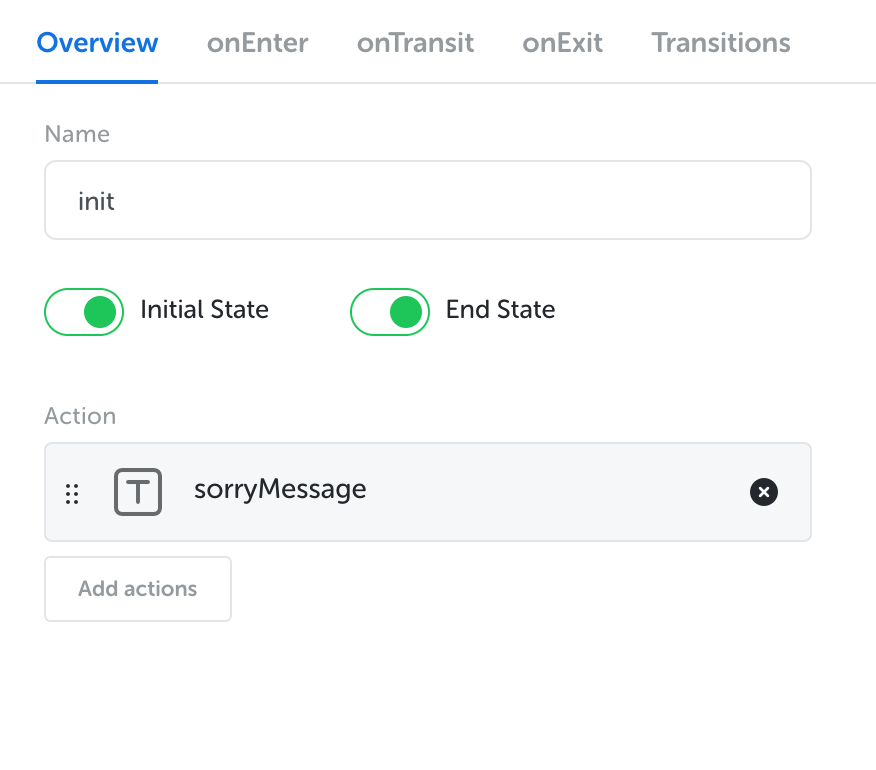 Overview onEnter onTransit onExit Transitions
Name
init
Initial State End State
Action
T sorryMessage
Add actions